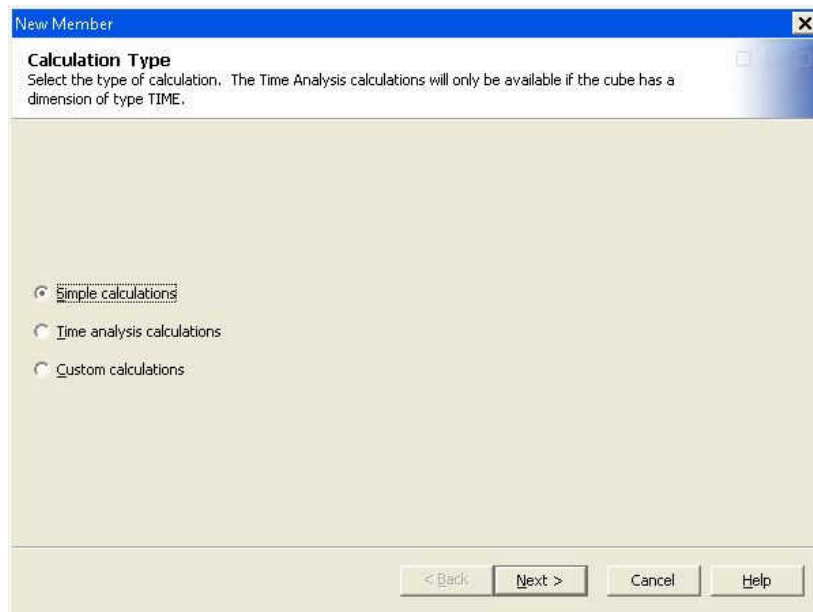 New Member
Calculation Type
Select the type of calculation. The Time Analysis calculations will only be available if the cube has a
dimension of type TIME.
Simple calculations
Time analysis calculations
Custom calculations
< Back Next > Cancel Help